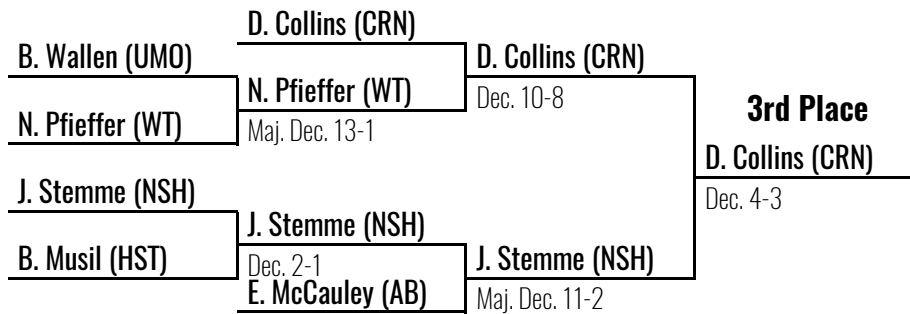 D. Collins (CRN)
B. Wallen (UMO)
D. Collins (CRN)
N. Pfieffer (WT)
Dec. 10-8
3rd Place
N. Pfieffer (WT)
Maj. Dec. 13-1
D. Collins (CRN)
J. Stemme (NSH)
Dec. 4-3
J. Stemme (NSH)
B. Musil (HST)
Dec. 2-1
J. Stemme (NSH)
E. McCauley (AB)
Maj. Dec. 11-2